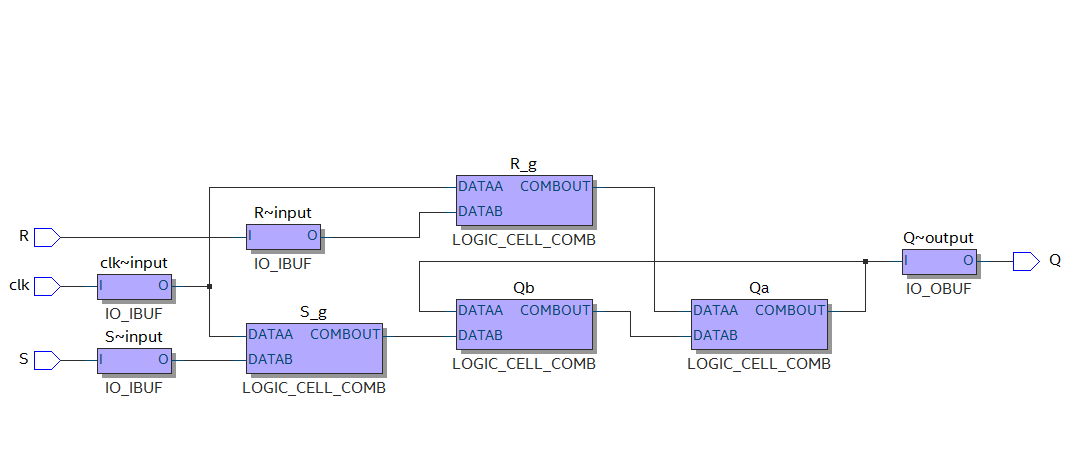 R_g
DATAA COMBOUT
DATAB
LOGIC_CELL_COMB
R
R~input
I O
IO_IBUF
clk
clk~input
I O
IO_IBUF
S
S~input
I O
IO_IBUF
S_g
DATAA COMBOUT
DATAB
LOGIC_CELL_COMB
Qb
DATAA COMBOUT
DATAB
LOGIC_CELL_COMB
Qa
DATAA COMBOUT
DATAB
LOGIC_CELL_COMB
Q~output
I O
IO_OBUF
Q